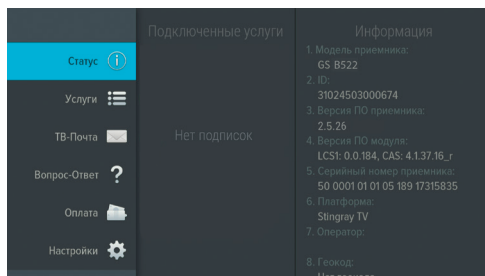 Статус
Услуги
ТВ-Почта
Вопрос-Ответ
Оплата
Настройки
Подключенные услуги
Нет подписок
Информация
1. Модель приемника:
GS B522
2. ID:
31024503000674
3. Версия ПО приемника:
2.5.26
4. Версия ПО модуля:
LCS1: 0.0.184, CAS: 4.1.37.16_r
5. Серийный номер приемника:
50 0001 01 01 05 189 17315835
6. Платформа:
Stingray TV
7. Оператор:
8. Геокод: